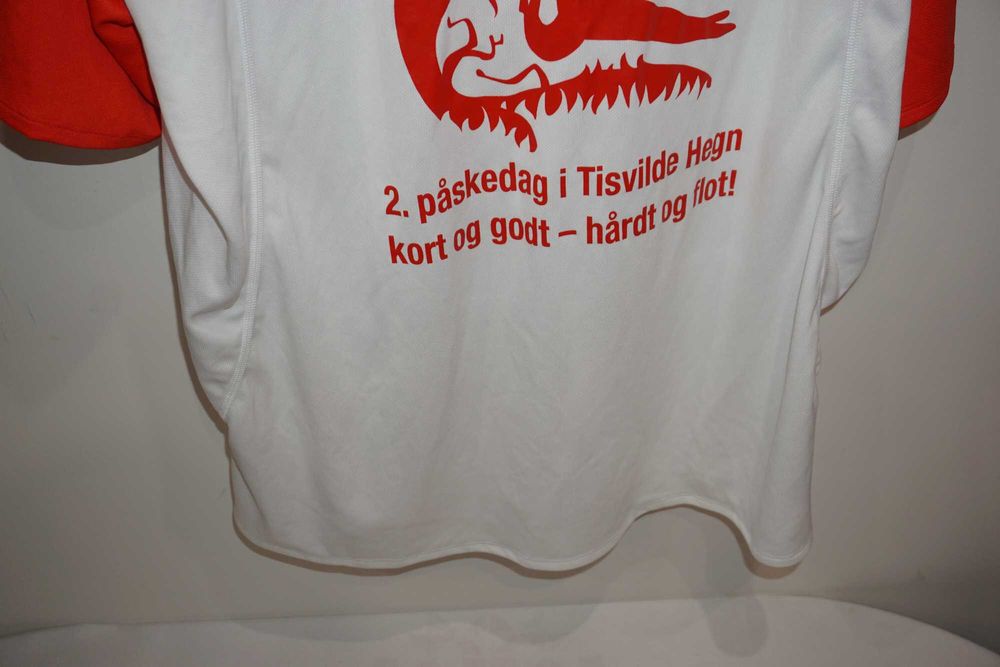 2. påskedag i Tisvilde Hegn
kort og godt – hårdt og flot!